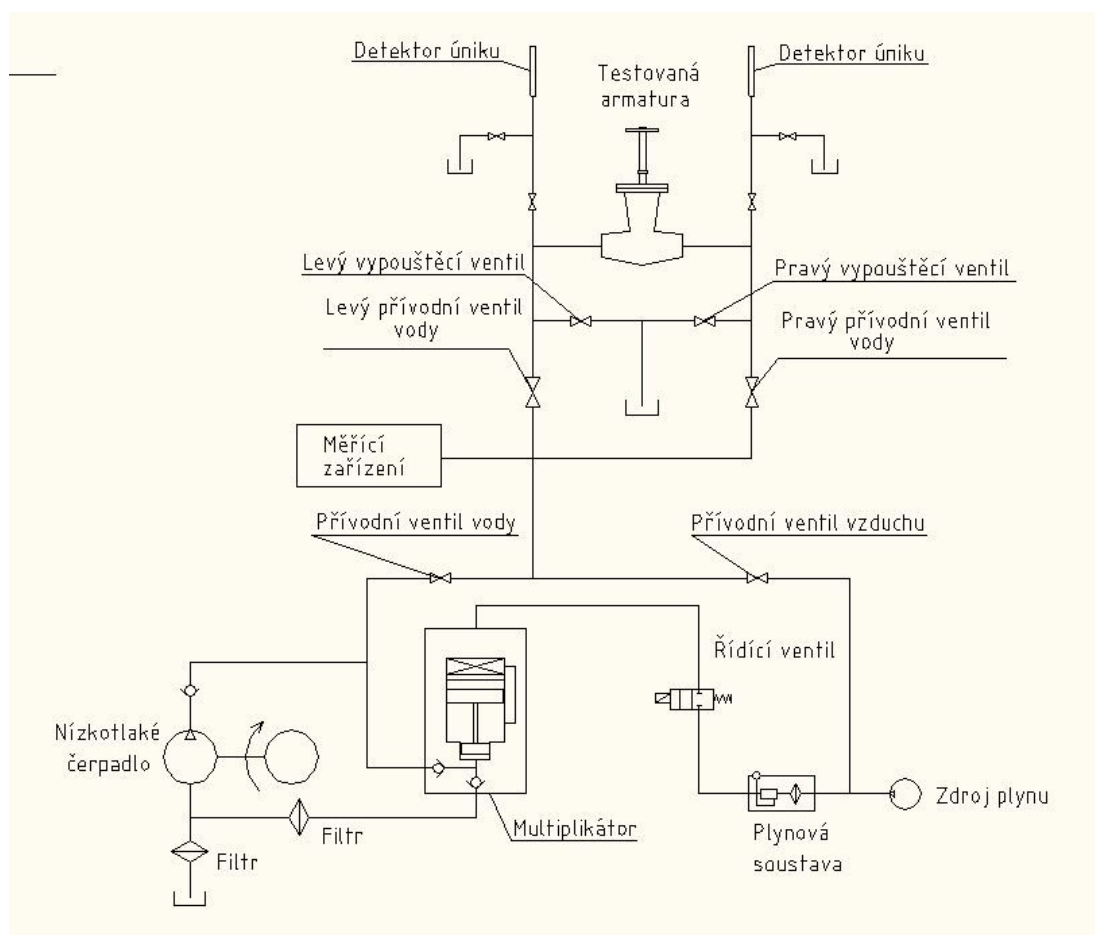 Detektor úniku
Detektor úniku
Testovaná
armatura
Levý vypouštěcí ventil
Pravý vypouštěcí ventil
Levý přívodní ventil
vody
Pravý přívodní ventil
vody
Měřící
zařízení
Přívodní ventil vody
Přívodní ventil vzduchu
Řídící ventil
Nízkotlaké
čerpadlo
Zdroj plynu
Multiplikátor
Filtr
Plynová
soustava
Filtr